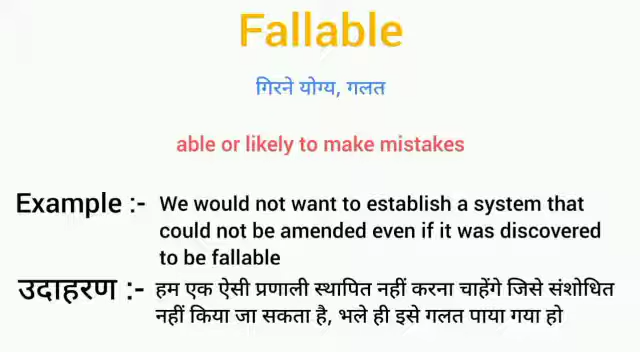 Fallable
गिरने योग्य, गलत
able or likely to make mistakes
Example :- We would not want to establish a system that
could not be amended even if it was discovered
to be fallable
उदाहरण :- हम एक ऐसी प्रणाली स्थापित नहीं करना चाहेंगे जिसे संशोधित
नहीं किया जा सकता है, भले ही इसे गलत पाया गया हो